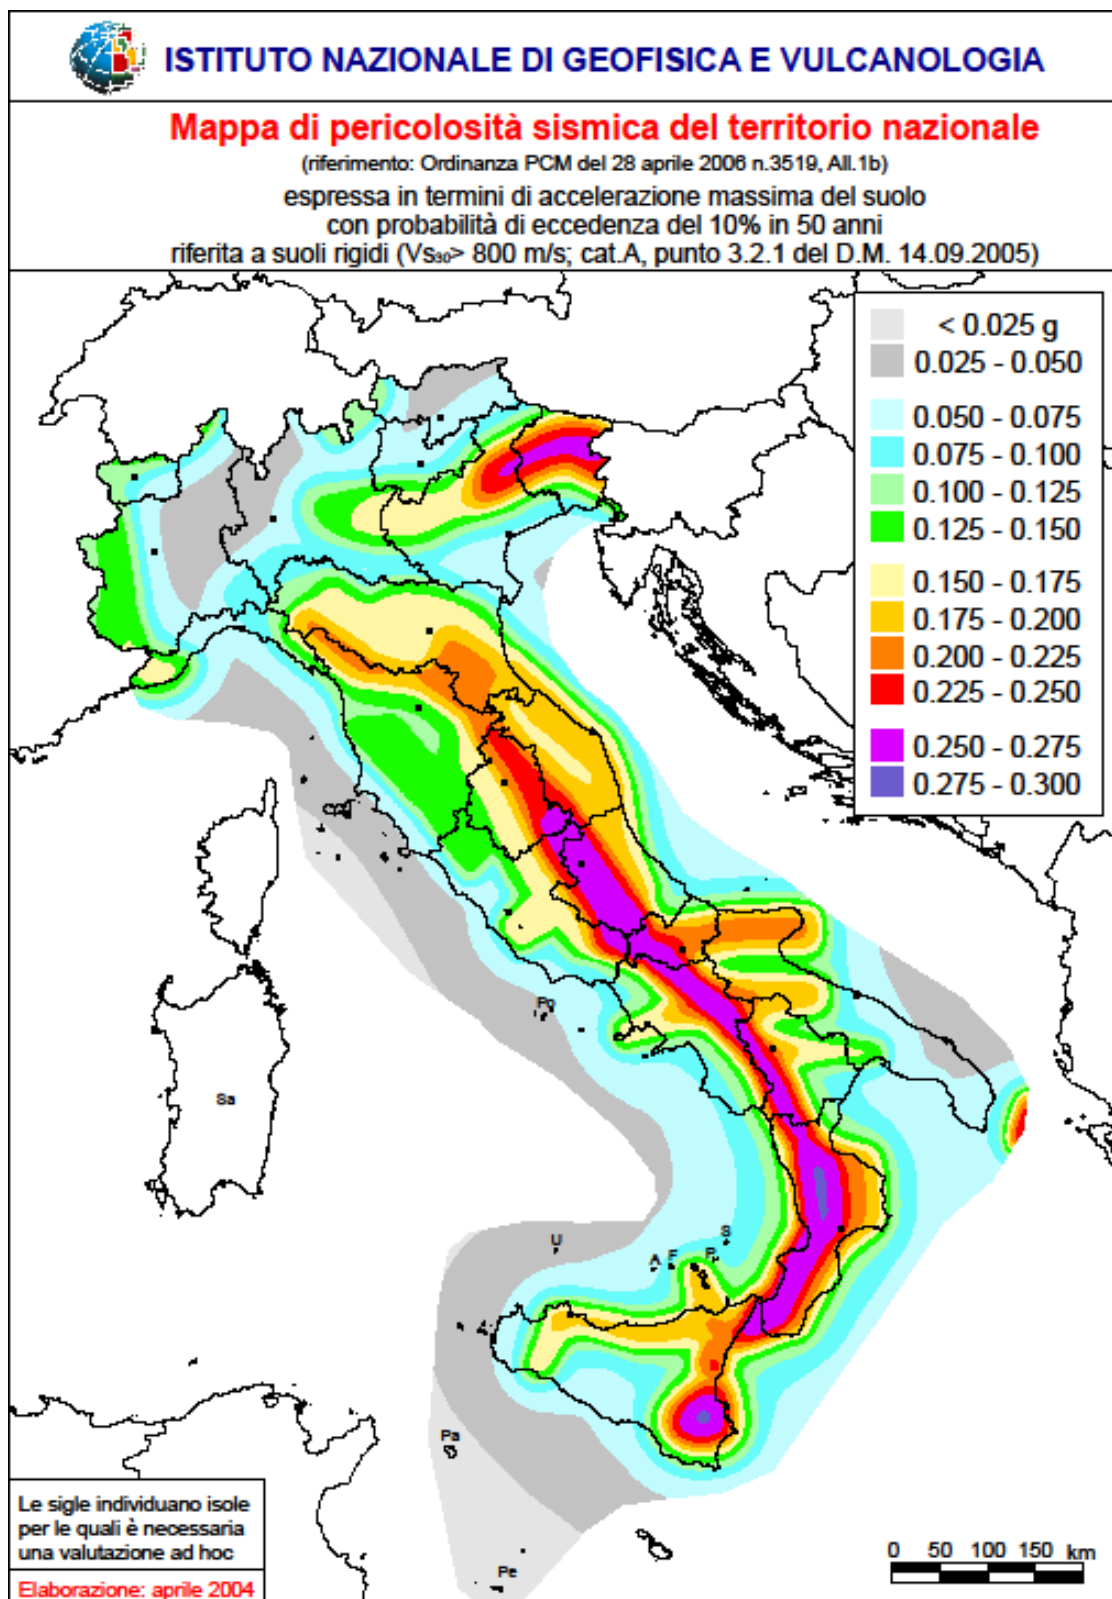 ISTITUTO NAZIONALE DI GEOFISICA E VULCANOLOGIA
Mappa di pericolosità sismica del territorio nazionale
(riferimento: Ordinanza PCM del 28 aprile 2006 n.3519, All.1b)
espressa in termini di accelerazione massima del suolo
con probabilità di eccedenza del 10% in 50 anni
riferita a suoli rigidi (Vs30> 800 m/s; cat.A, punto 3.2.1 del D.M. 14.09.2005)
< 0.025 g
0.025 - 0.050
0.050 - 0.075
0.075 - 0.100
0.100 - 0.125
0.125 - 0.150
0.150 - 0.175
0.175 - 0.200
0.200 - 0.225
0.225 - 0.250
0.250 - 0.275
0.275 - 0.300
Po
Sa
S
U
A F P
Pa
Pe
Le sigle individuano isole
per le quali è necessaria
una valutazione ad hoc
Elaborazione: aprile 2004
0 50 100 150 km